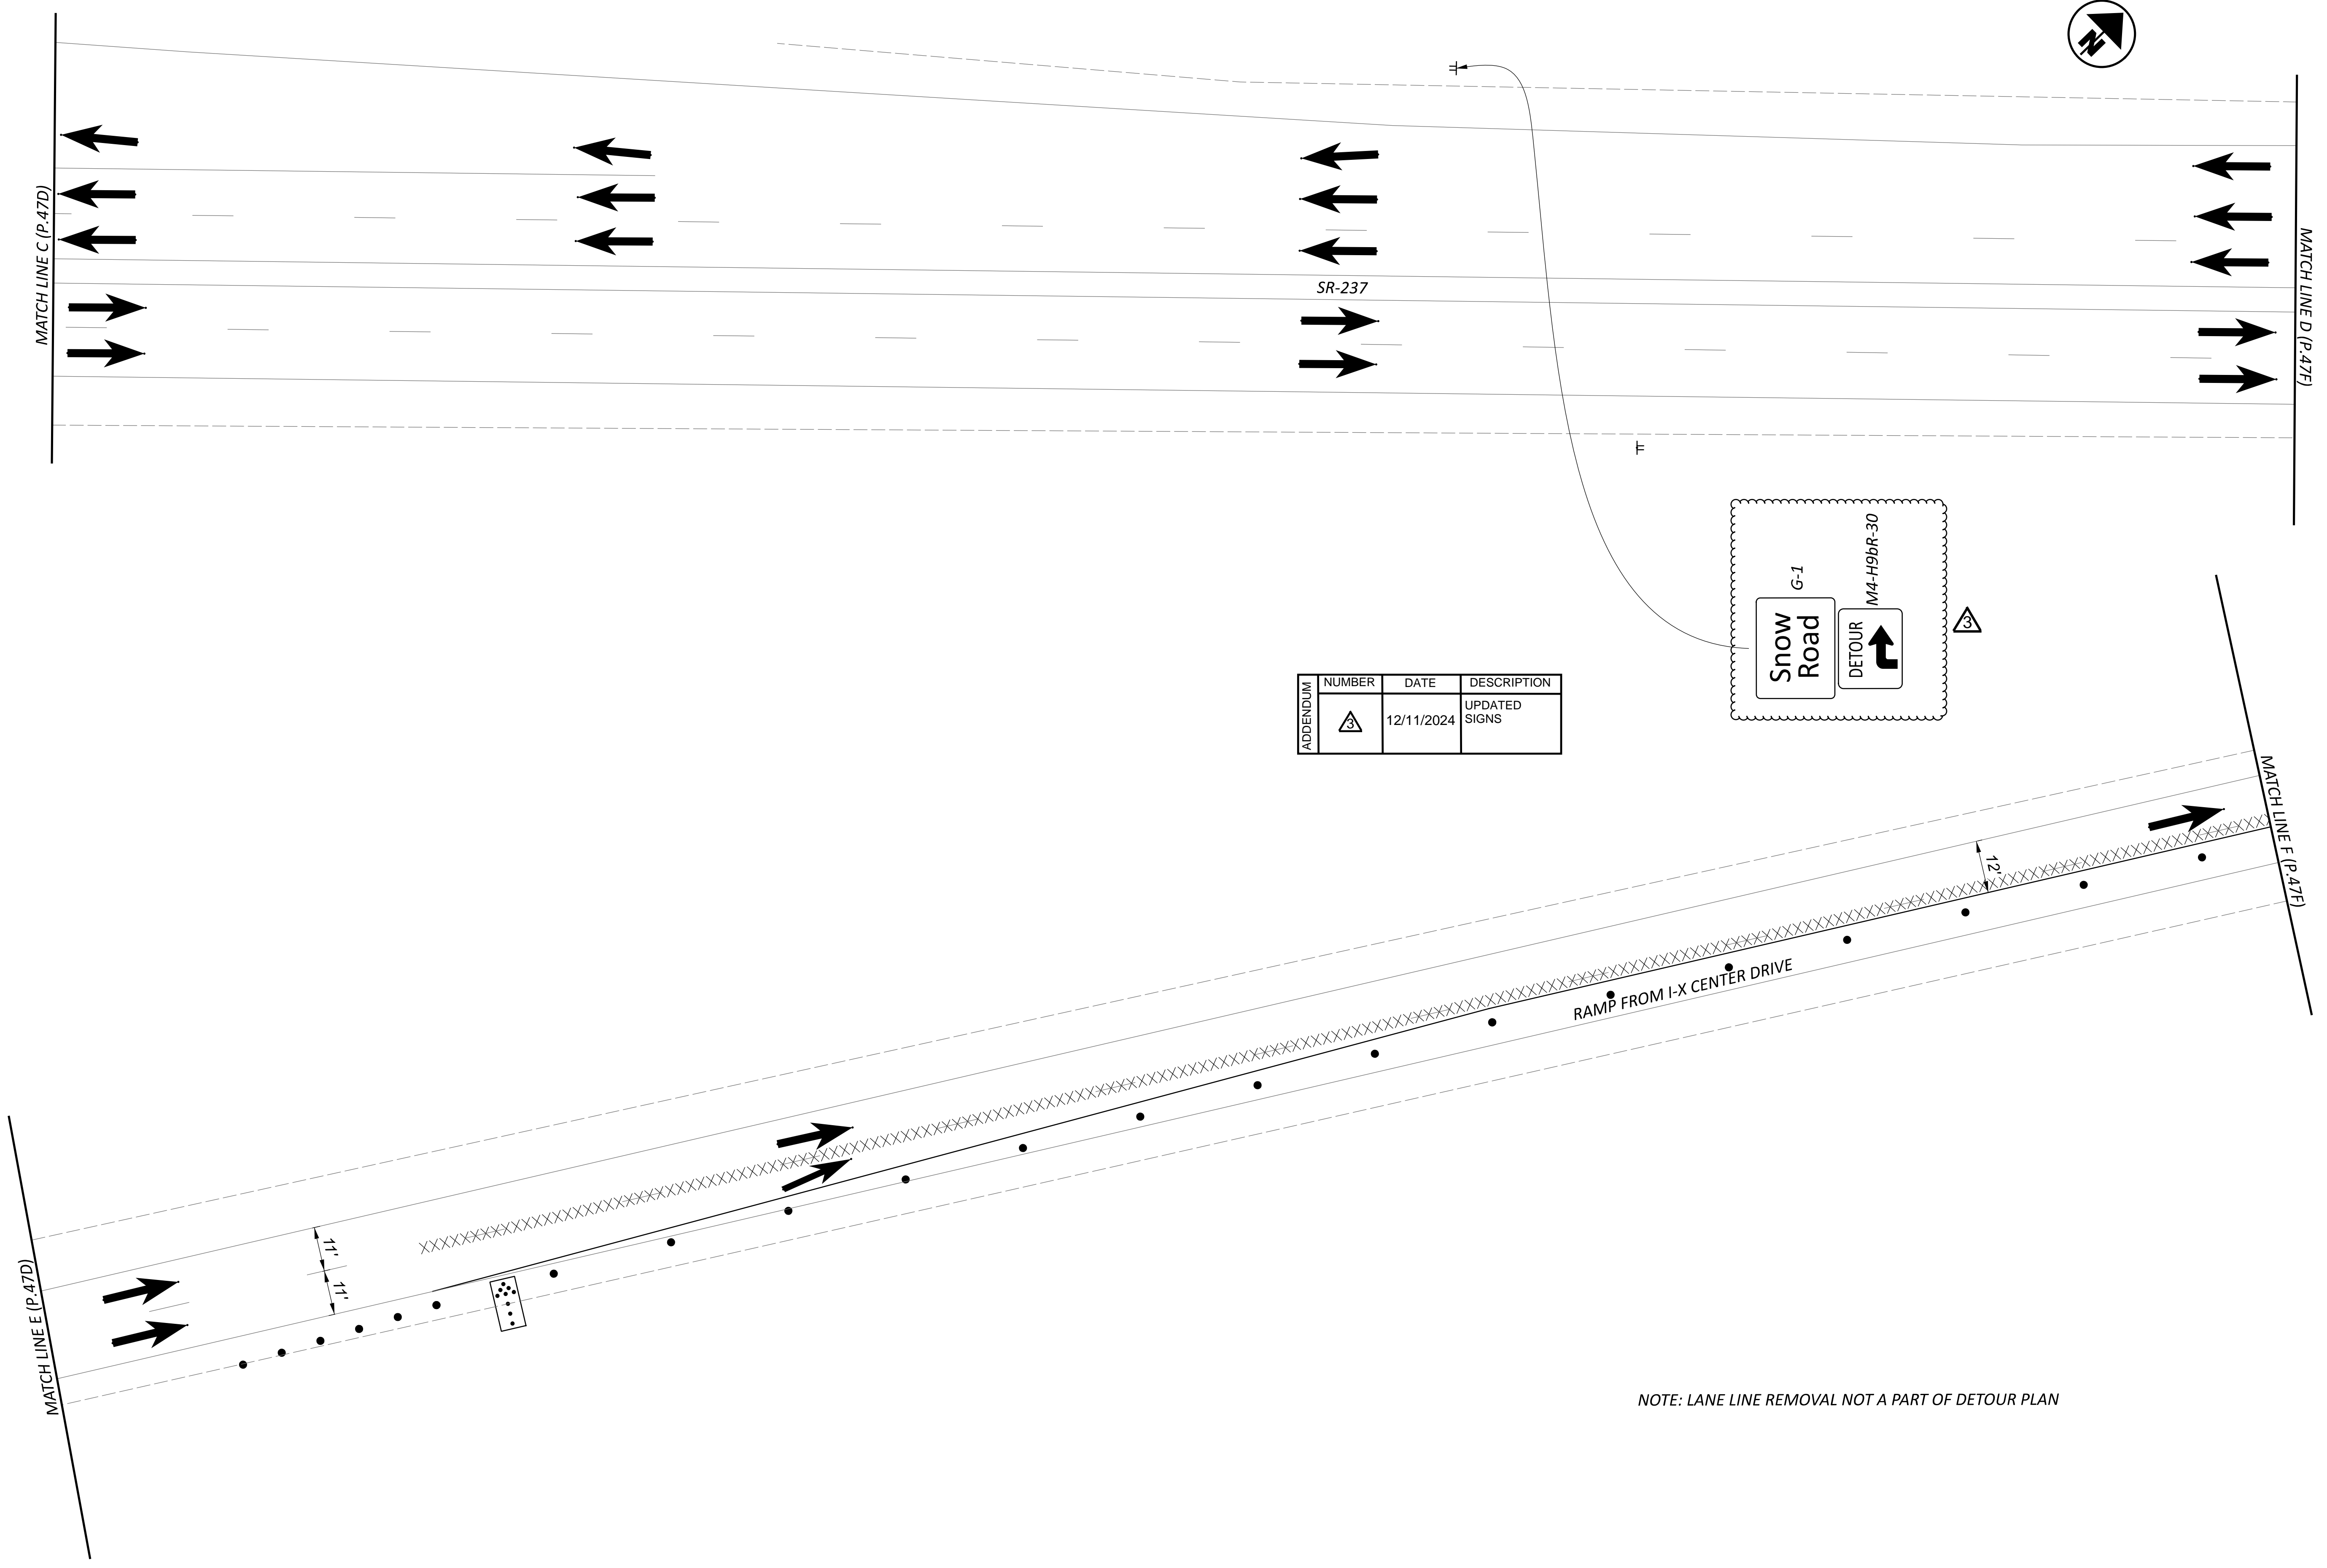 N
MATCH LINE C (P.47D)
SR-237
MATCH LINE D (P.47F)
Snow
Road
G-1
DETOUR
M4-H9bR-30
3
ADDENDUM
NUMBER DATE DESCRIPTION
3 12/11/2024 UPDATED
SIGNS
MATCH LINE F (P.47F)
12'
RAMP FROM I-X CENTER DRIVE
11'
11'
MATCH LINE E (P.47D)
NOTE: LANE LINE REMOVAL NOT A PART OF DETOUR PLAN